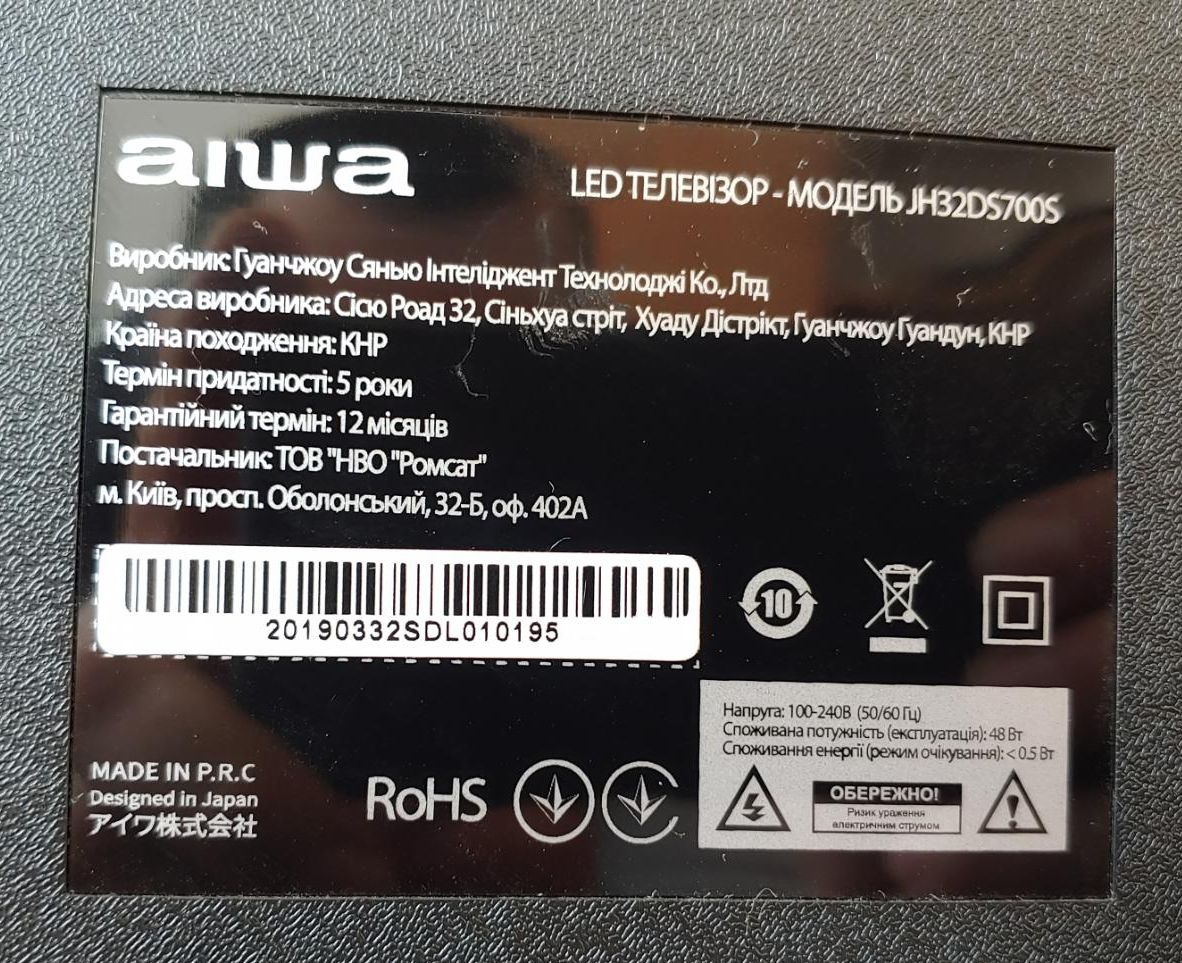 aiwa
LED ТЕЛЕВІЗОР - МОДЕЛЬ JH32DS700S
Виробник: Гуанчжоу Сянью Інтеліджент Технолоджі Ко., Лтд
Адреса виробника: Сісю Роад 32, Сіньхуа стріт, Хуаду Дістрікт, Гуанчжоу Гуандун, КНР
Країна походження: КНР
Термін придатності: 5 роки
Гарантійний термін: 12 місяців
Постачальник: ТОВ "НВО "Ромсат"
м. Київ, просп. Оболонський, 32-Б, оф. 402А
20190332SDL010195
10
Напруга: 100-240В (50/60 Гц)
Споживана потужність (експлуатація): 48 Вт
Споживання енергії (режим очікування): < 0.5 Вт
ОБЕРЕЖНО!
Ризик ураження
електричним струмом
MADE IN P.R.C
Designed in Japan
アイワ株式会社
RoHS